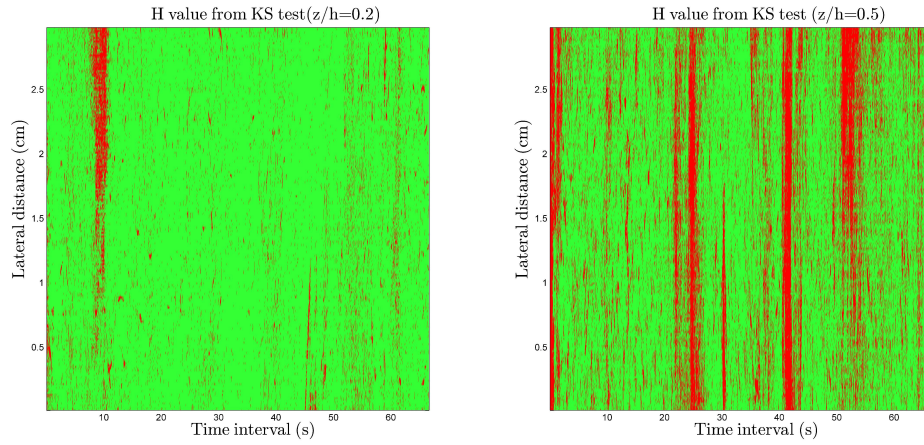 H value from KS test(z/h=0.2)
Lateral distance (cm)
2.5
2
1.5
1
0.5
10 20 30 40 50 60
Time interval (s)
H value from KS test (z/h=0.5)
Lateral distance (cm)
2.5
2
1.5
1
0.5
10 20 30 40 50 60
Time interval (s)